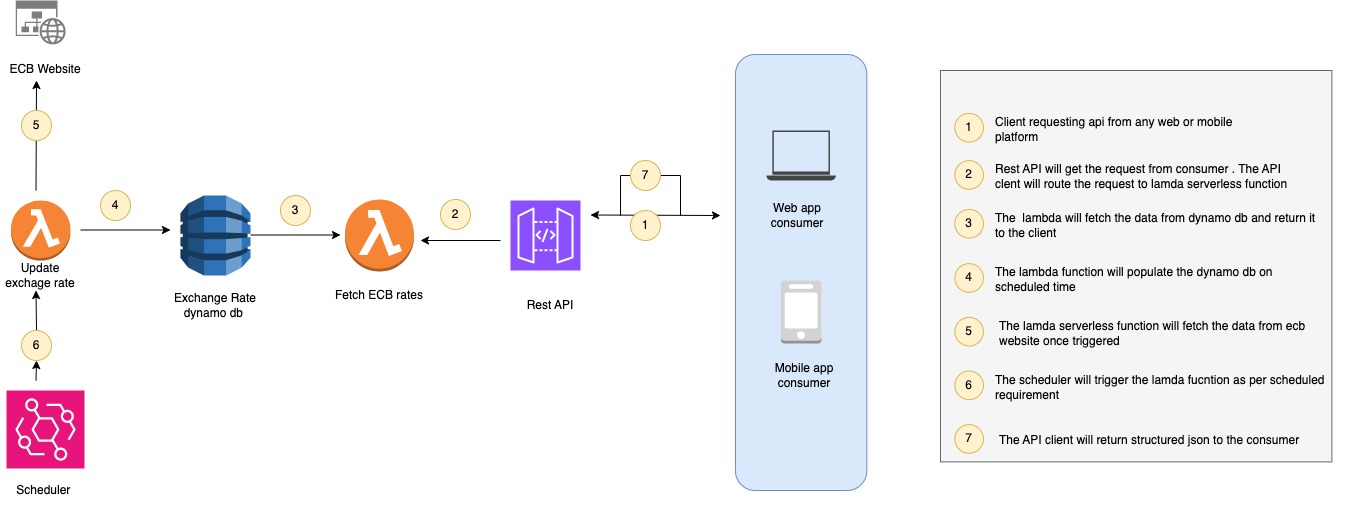 ECB Website
5
4
Update
exchage rate
6
Scheduler
Exchange Rate
dynamo db
3
Fetch ECB rates
2
Rest API
7
1
Web app
consumer
Mobile app
consumer
1
Client requesting api from any web or mobile
platform
2
Rest API will get the request from consumer . The API
clent will route the request to lamda serverless function
3
The lambda will fetch the data from dynamo db and return it
to the client
4
The lambda function will populate the dynamo db on
scheduled time
5
The lamda serverless function will fetch the data from ecb
website once triggered
6
The scheduler will trigger the lamda fucntion as per scheduled
requirement
7
The API client will return structured json to the consumer